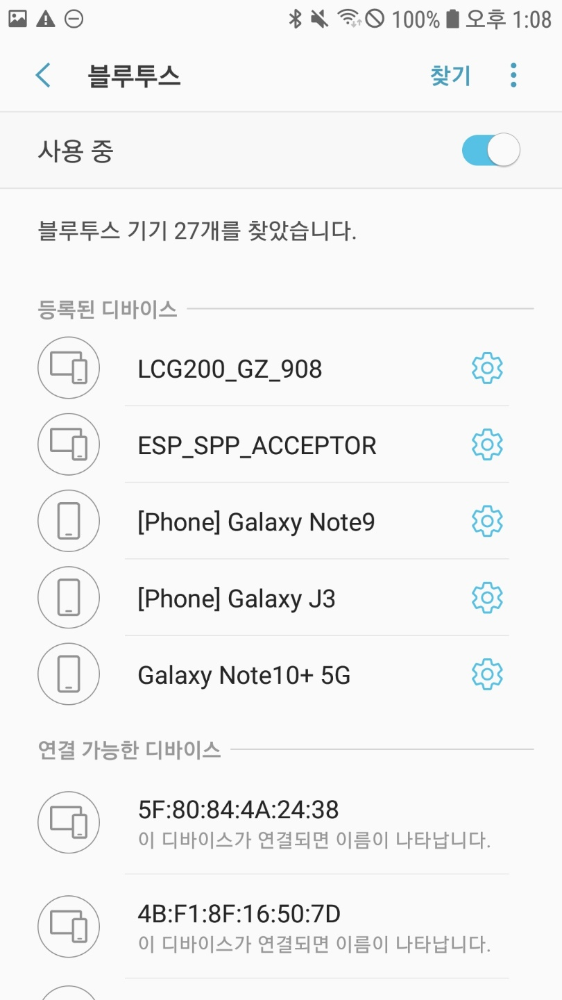 100% 오후 1:08
블루투스 찾기
사용 중
블루투스 기기 27개를 찾았습니다.
등록된 디바이스
LCG200_GZ_908
ESP_SPP_ACCEPTOR
[Phone] Galaxy Note9
[Phone] Galaxy J3
Galaxy Note10+ 5G
연결 가능한 디바이스
5F:80:84:4A:24:38
이 디바이스가 연결되면 이름이 나타납니다.
4B:F1:8F:16:50:7D
이 디바이스가 연결되면 이름이 나타납니다.